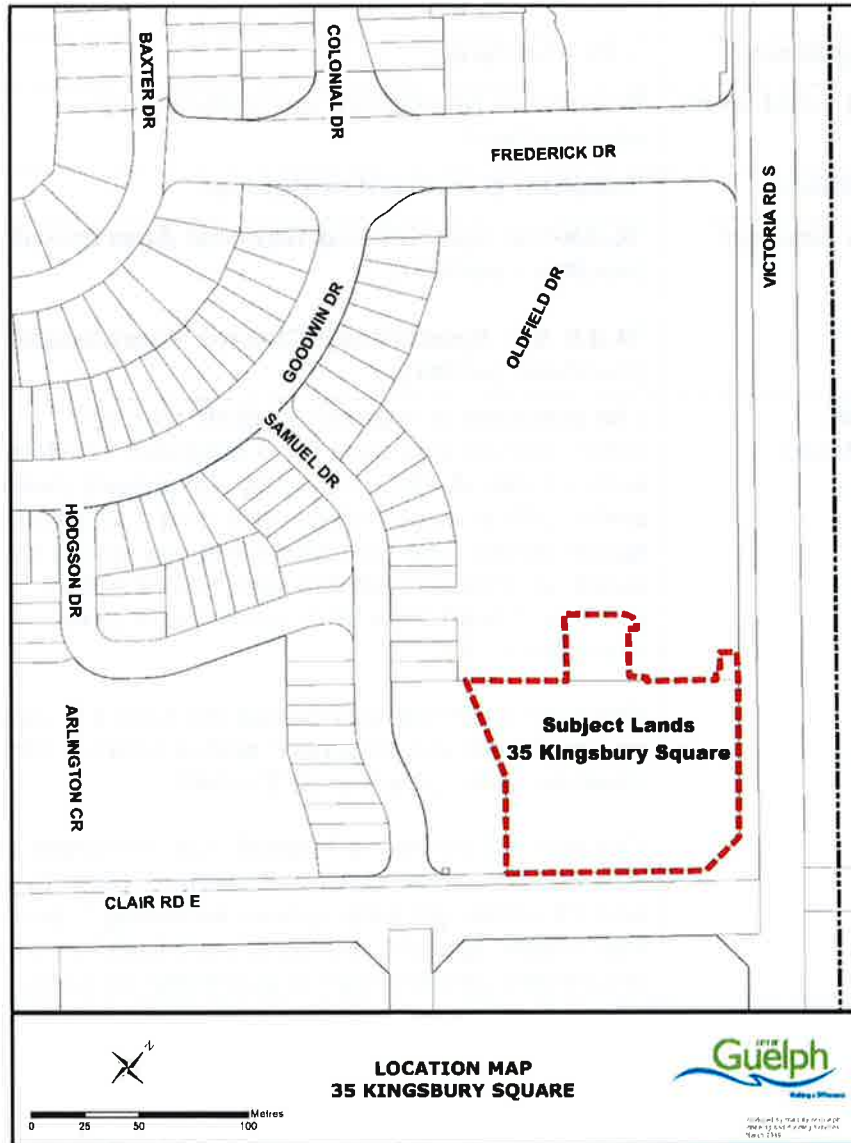 BAXTER DR
COLONIAL DR
FREDERICK DR
VICTORIA RD S
OLDFIELD DR
GOODWIN DR
SAMUEL DR
HODGSON DR
ARLINGTON CR
Subject Lands
35 Kingsbury Square
CLAIR RD E
N
LOCATION MAP
35 KINGSBURY SQUARE
Metres
0 25 50 100
Guelph